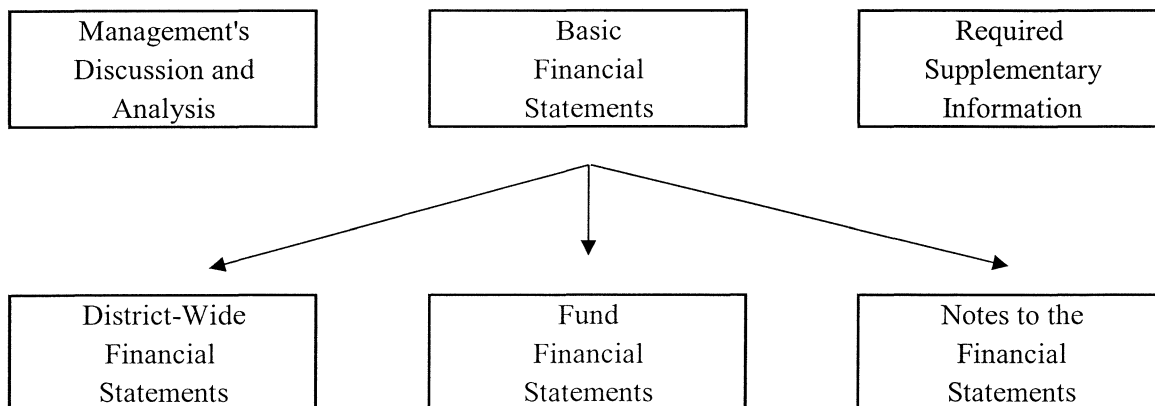 Management's
Discussion and
Analysis
Basic
Financial
Statements
Required
Supplementary
Information
District-Wide
Financial
Statements
Fund
Financial
Statements
Notes to the
Financial
Statements